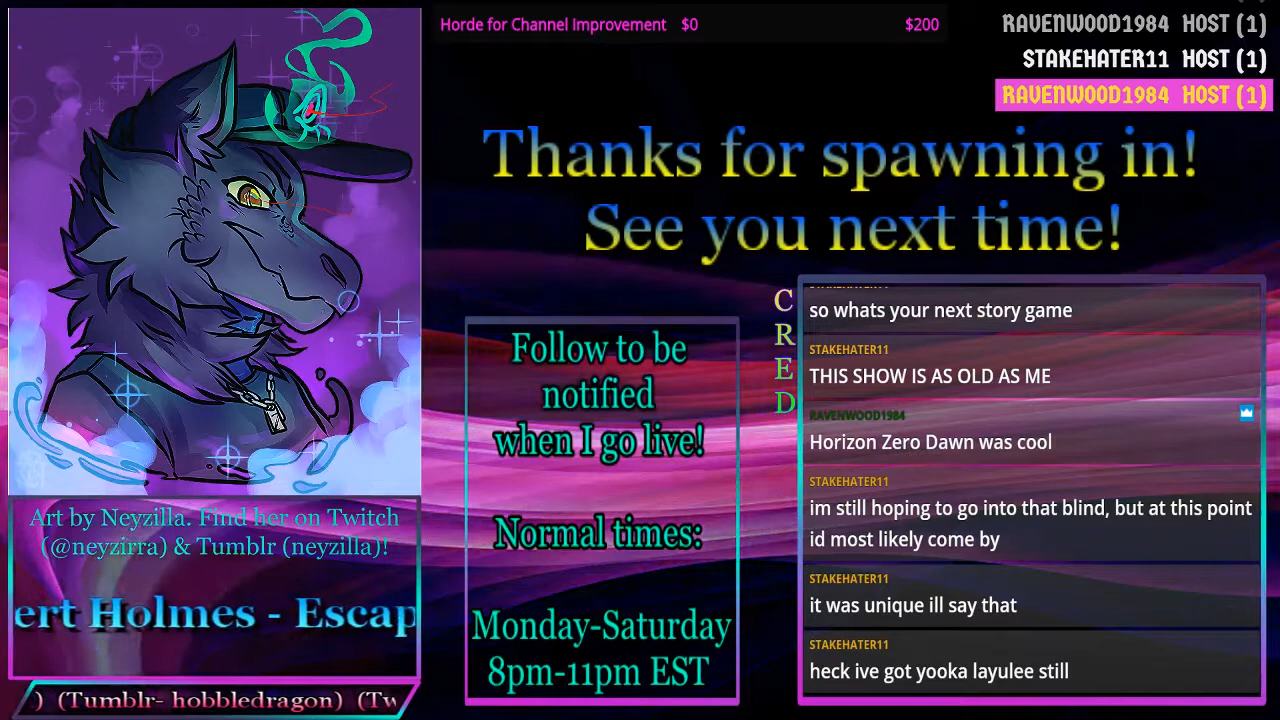 Horde for Channel Improvement $0 $200
RAVENWOOD1984 HOST (1)
STAKEHATER11 HOST (1)
RAVENWOOD1984 HOST (1)
Thanks for spawning in!
See you next time!
Follow to be
notified
when I go live!
Normal times:
Monday-Saturday
8pm-11pm EST
C
R
E
D
so whats your next story game
STAKEHATER11
THIS SHOW IS AS OLD AS ME
RAVENWOOD1984
Horizon Zero Dawn was cool
STAKEHATER11
im still hoping to go into that blind, but at this point
id most likely come by
STAKEHATER11
it was unique ill say that
STAKEHATER11
heck ive got yooka layulee still
Art by Neyzilla. Find her on Twitch
(@neyzirra) & Tumblr (neyzilla)!
ert Holmes - Escap
) (Tumblr- hobbledragon) (Tw